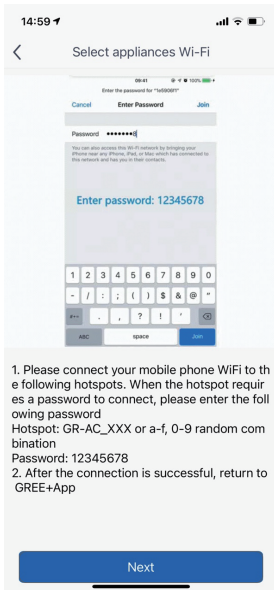 14:59
Select appliances Wi-Fi
09:41 100%
Enter the password for "1e5906f1"
Cancel Enter Password Join
Password ●●●●●●●8
You can also access this Wi-Fi network by bringing your
iPhone near any iPhone, iPad, or Mac which has connected to
this network and has you in their contacts.
Enter password: 12345678
1 2 3 4 5 6 7 8 9 0
- / : ; ( ) $ & @ "
#+= . , ? ! '
ABC space Join
1. Please connect your mobile phone WiFi to th
e following hotspots. When the hotspot requir
es a password to connect, please enter the foll
owing password
Hotspot: GR-AC_XXX or a-f, 0-9 random com
bination
Password: 12345678
2. After the connection is successful, return to
GREE+App
Next